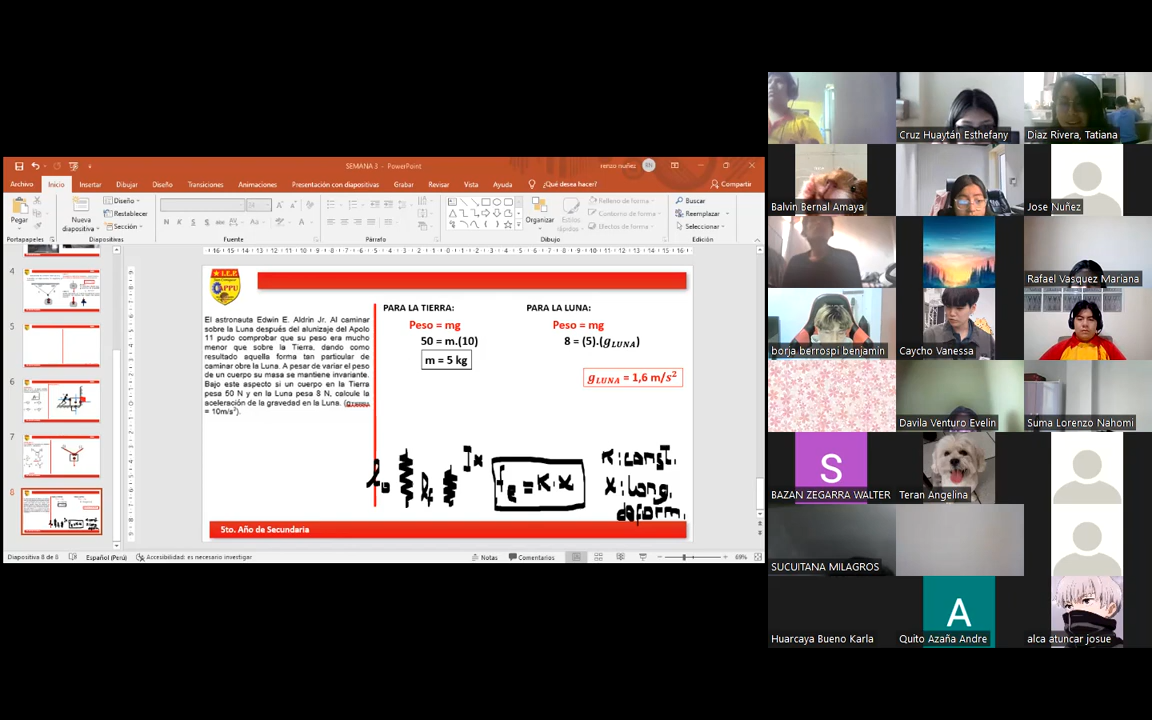 SEMANA 3 - PowerPoint
renzo nuñez
RN
Archivo
Inicio
Insertar
Dibujar
Diseño
Transiciones
Animaciones
Presentación con diapositivas
Grabar
Revisar
Vista
Ayuda
¿Qué desea hacer?
Compartir
Pegar
Nueva
diapositiva
Diseño
Restablecer
Sección
N
K
S
Organizar
Estilos
rápidos
Relleno de forma
Contorno de forma
Efectos de forma
Buscar
Reemplazar
Seleccionar
Portapapeles
Diapositivas
Fuente
Párrafo
Dibujo
Edición
4
5
6
7
8
I.E.P.
APPU
El astronauta Edwin E. Aldrin Jr. Al caminar
sobre la Luna después del alunizaje del Apolo
11 pudo comprobar que su peso era mucho
menor que sobre la Tierra, dando como
resultado aquella forma tan particular de
caminar obre la Luna. A pesar de variar el peso
de un cuerpo su masa se mantiene invariante.
Bajo este aspecto si un cuerpo en la Tierra
pesa 50 N y en la Luna pesa 8 N, calcule la
aceleración de la gravedad en la Luna. (g
= 10m/s²).
PARA LA TIERRA:
Peso = mg
50 = m.(10)
m = 5 kg
PARA LA LUNA:
Peso = mg
8 = (5).(gLUNA)
gLUNA = 1,6 m/s²
x
fe = K·x
K: const.
x: long.
deform.
5to. Año de Secundaria
Diapositiva 8 de 8
Español (Perú)
Accesibilidad: es necesario investigar
Notas
Comentarios
69%
Cruz Huaytán Esthefany
Diaz Rivera, Tatiana
Balvin Bernal Amaya
Jose Nuñez
Rafael Vasquez Mariana
borja berrospi benjamin
Caycho Vanessa
Davila Venturo Evelin
Suma Lorenzo Nahomi
S
BAZAN ZEGARRA WALTER
Teran Angelina
SUCUITANA MILAGROS
Huarcaya Bueno Karla
A
Quito Azaña Andre
alca atuncar josue